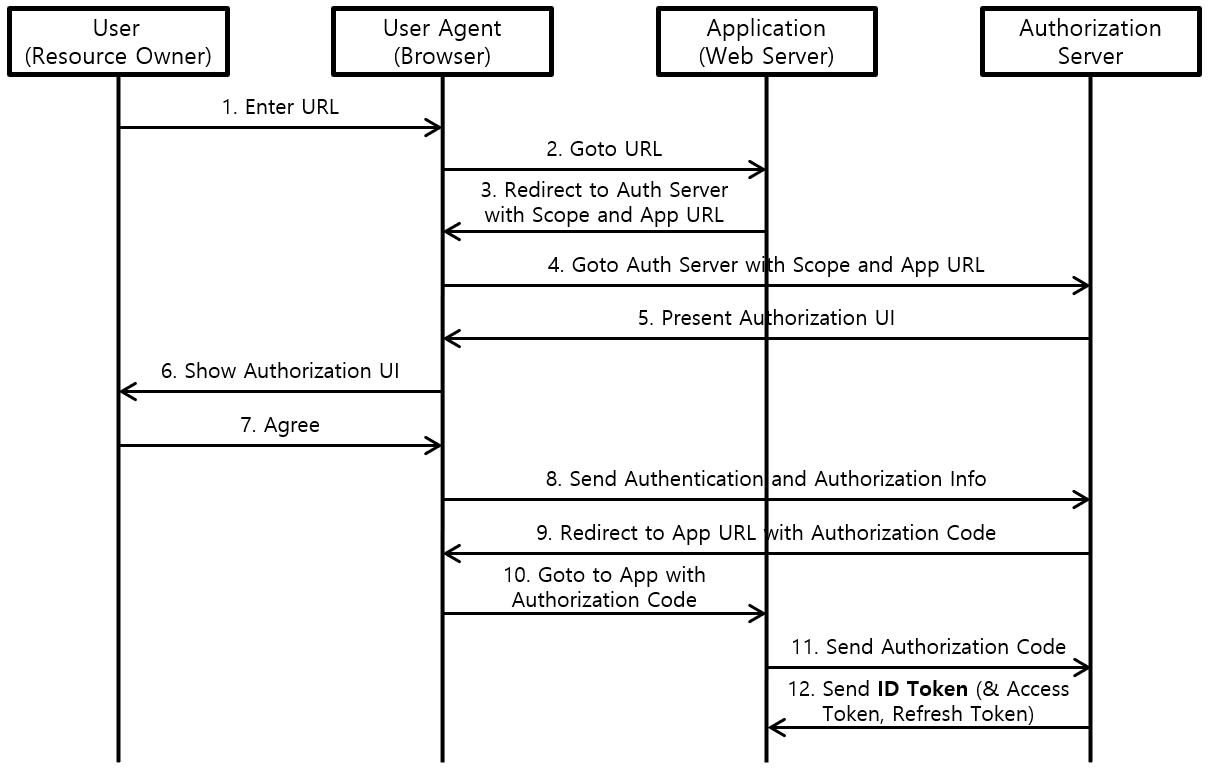 User
(Resource Owner)
User Agent
(Browser)
Application
(Web Server)
Authorization
Server
1. Enter URL
2. Goto URL
3. Redirect to Auth Server
with Scope and App URL
4. Goto Auth Server with Scope and App URL
5. Present Authorization UI
6. Show Authorization UI
7. Agree
8. Send Authentication and Authorization Info
9. Redirect to App URL with Authorization Code
10. Goto to App with
Authorization Code
11. Send Authorization Code
12. Send ID Token (& Access
Token, Refresh Token)